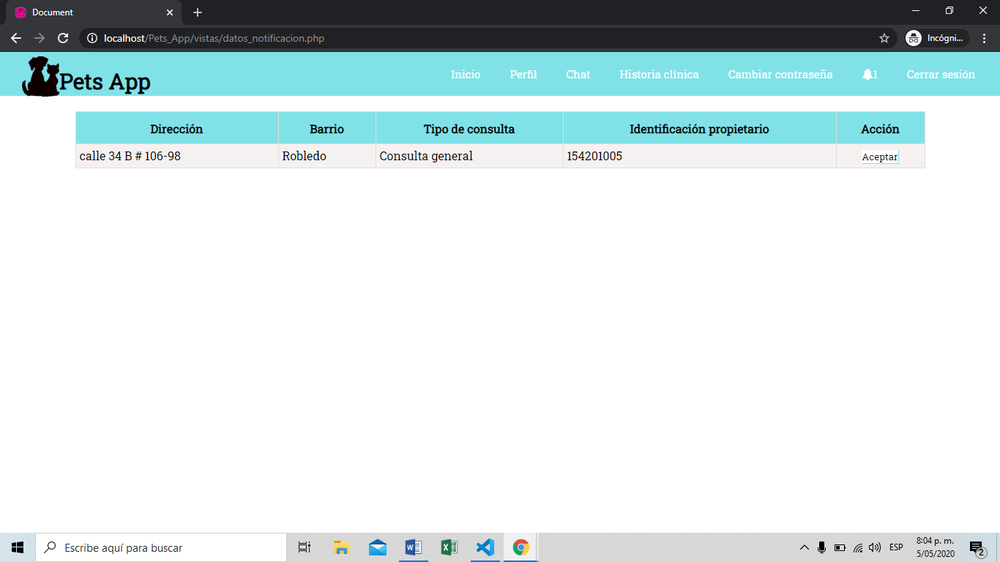 Document
localhost/Pets_App/vistas/datos_notificacion.php
Incógni...
Pets App
Inicio Perfil Chat Historia clínica Cambiar contraseña 1 Cerrar sesión
Dirección Barrio Tipo de consulta Identificación propietario Acción
calle 34 B # 106-98 Robledo Consulta general 154201005 Aceptar
Escribe aquí para buscar
ESP
8:04 p. m.
5/05/2020
2